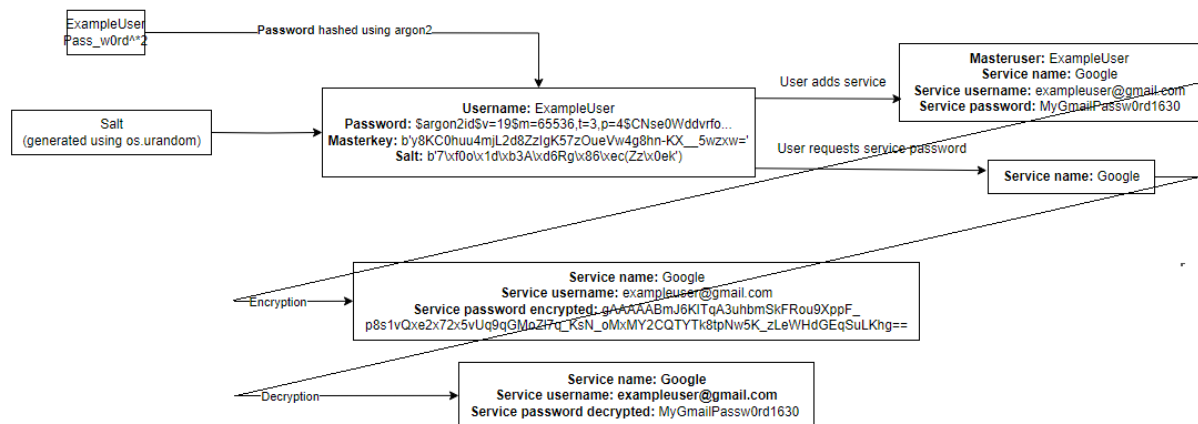 ExampleUser
Pass_w0rd^*2
Password hashed using argon2
Salt
(generated using os.urandom)
Username: ExampleUser
Password: $argon2id$v=19$m=65536,t=3,p=4$CNse0Wddvrfo...
Masterkey: b'y8KC0huu4mjL2d8ZzIgK57zOueVw4g8hn-KX__5wzxw='
Salt: b'7\xf0o\x1d\xb3A\xd6Rg\x86\xec(Zz\x0ek')
User adds service
Masteruser: ExampleUser
Service name: Google
Service username: exampleuser@gmail.com
Service password: MyGmailPassw0rd1630
User requests service password
Service name: Google
Encryption
Service name: Google
Service username: exampleuser@gmail.com
Service password encrypted: gAAAAABmJ6KITqA3uhbmSkFRou9XppF_
p8s1vQxe2x72x5vUq9qGMoZl7q_KsN_oMxMY2CQTYTk8tpNw5K_zLeWHdGEqSuLKhg==
Decryption
Service name: Google
Service username: exampleuser@gmail.com
Service password decrypted: MyGmailPassw0rd1630